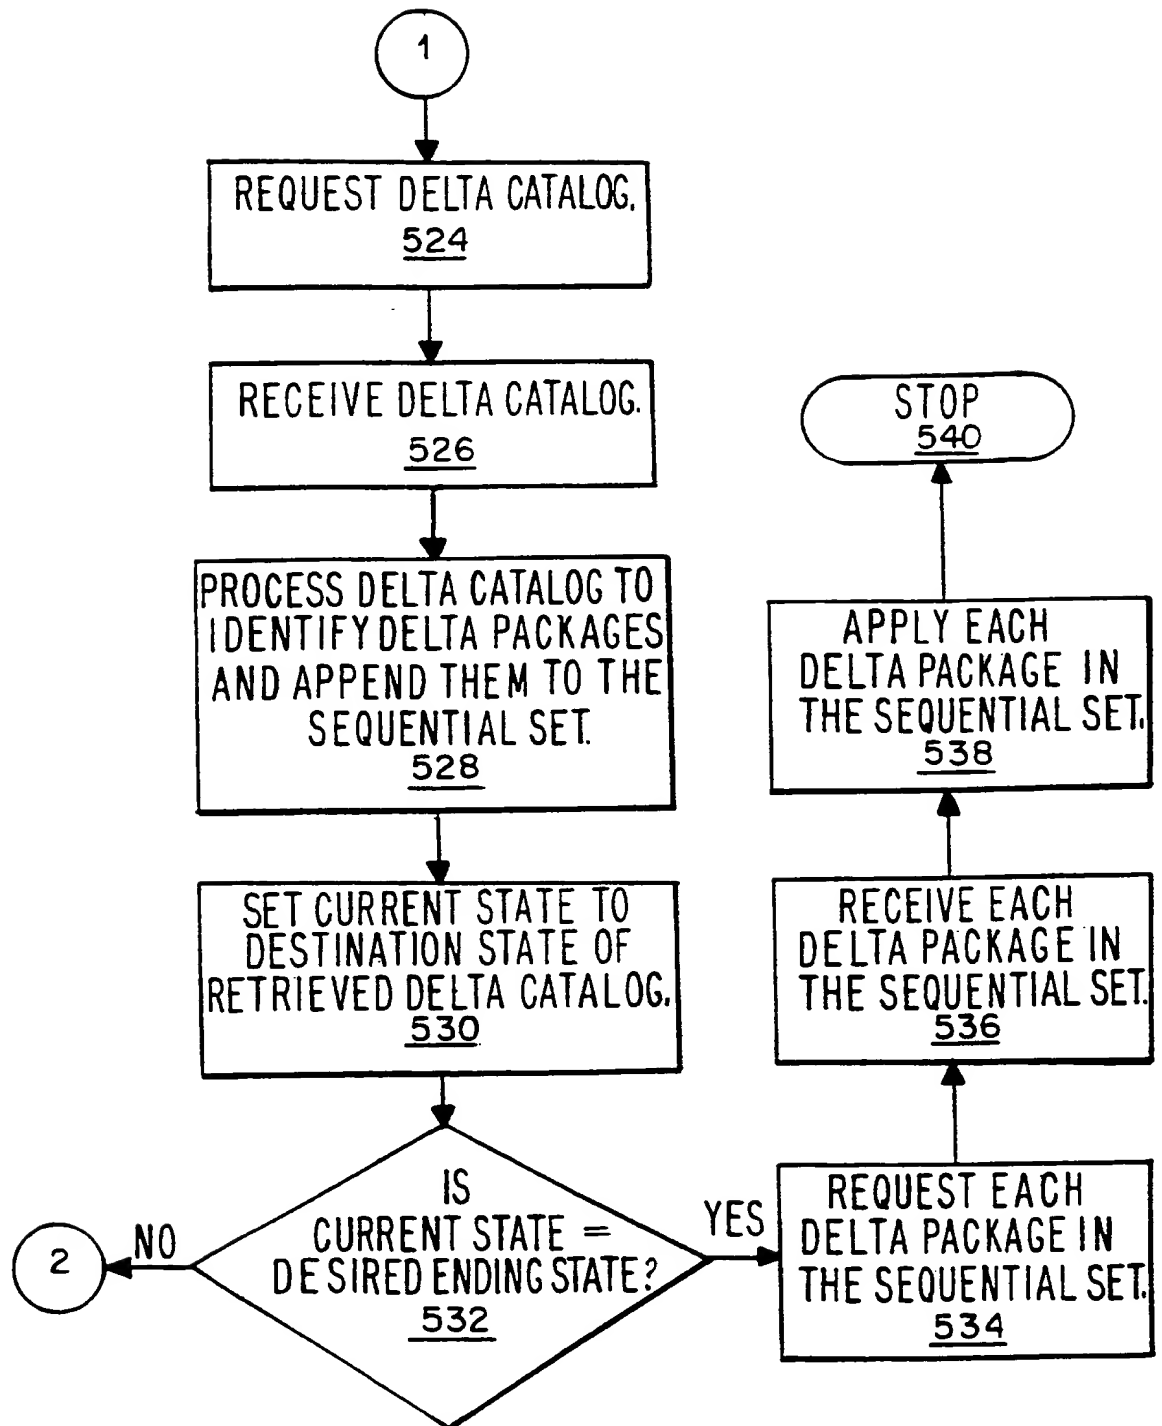 1
REQUEST DELTA CATALOG.
524
RECEIVE DELTA CATALOG.
526
PROCESS DELTA CATALOG TO
IDENTIFY DELTA PACKAGES
AND APPEND THEM TO THE
SEQUENTIAL SET.
528
SET CURRENT STATE TO
DESTINATION STATE OF
RETRIEVED DELTA CATALOG.
530
IS
CURRENT STATE =
DESIRED ENDING STATE?
532
NO
2
YES
REQUEST EACH
DELTA PACKAGE IN
THE SEQUENTIAL SET.
534
RECEIVE EACH
DELTA PACKAGE IN
THE SEQUENTIAL SET.
536
APPLY EACH
DELTA PACKAGE IN
THE SEQUENTIAL SET.
538
STOP
540